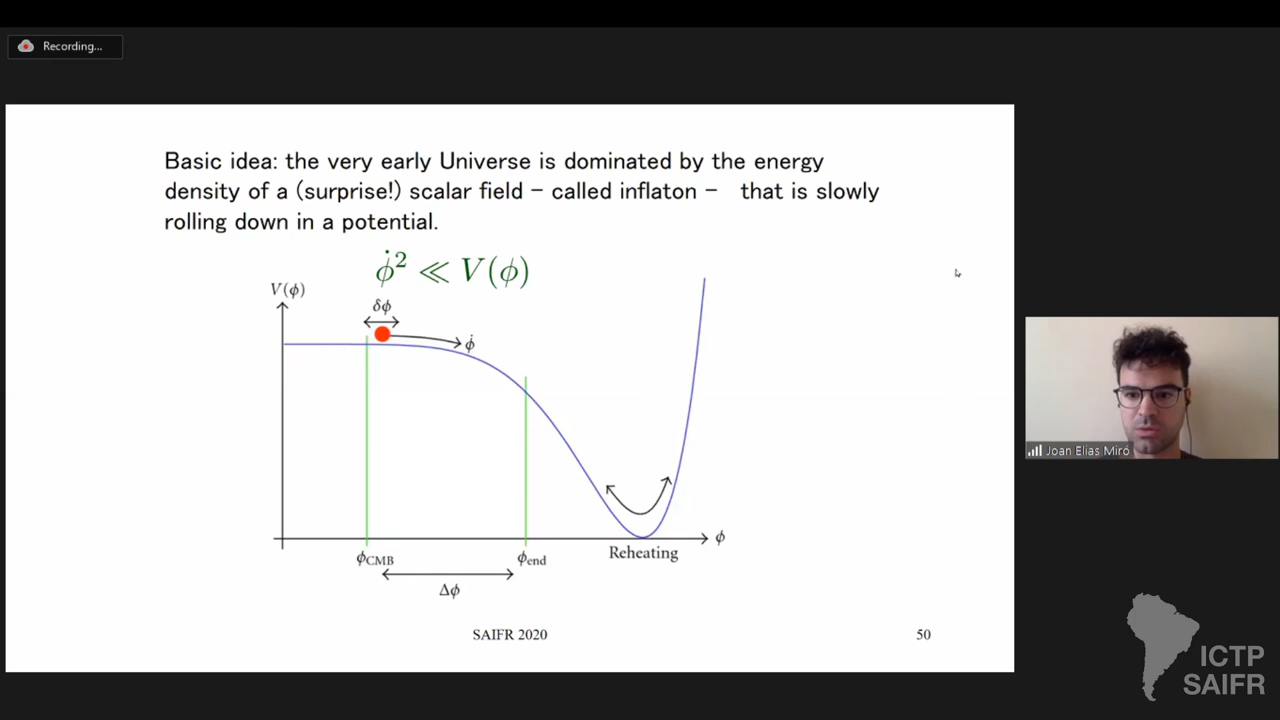 Recording...
Basic idea: the very early Universe is dominated by the energy
density of a (surprise!) scalar field – called inflaton – that is slowly
rolling down in a potential.
φ̇² ≪ V(φ)
V(φ)
δφ
φ̇
φ
φCMB
φend
Reheating
Δφ
SAIFR 2020
50
Joan Elias Miró
ICTP
SAIFR